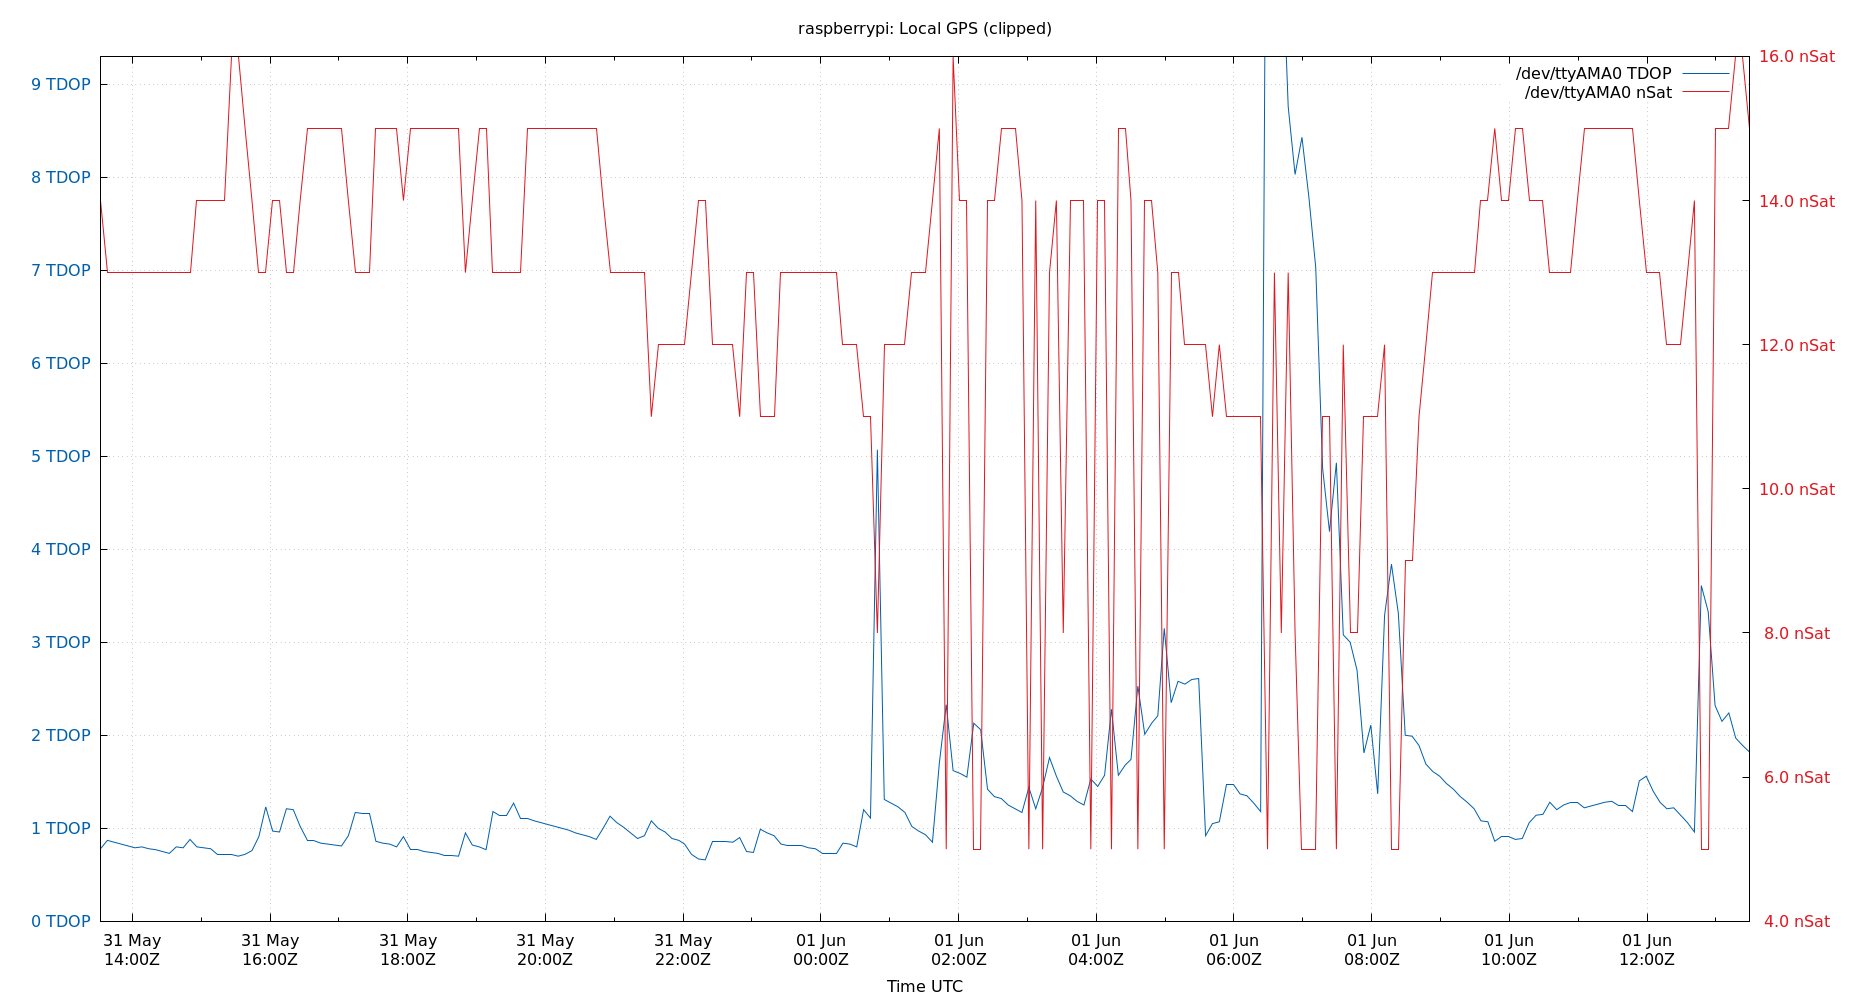 raspberrypi: Local GPS (clipped)
/dev/ttyAMA0 TDOP
/dev/ttyAMA0 nSat
9 TDOP
8 TDOP
7 TDOP
6 TDOP
5 TDOP
4 TDOP
3 TDOP
2 TDOP
1 TDOP
0 TDOP
16.0 nSat
14.0 nSat
12.0 nSat
10.0 nSat
8.0 nSat
6.0 nSat
4.0 nSat
31 May
14:00Z
31 May
16:00Z
31 May
18:00Z
31 May
20:00Z
31 May
22:00Z
01 Jun
00:00Z
01 Jun
02:00Z
01 Jun
04:00Z
01 Jun
06:00Z
01 Jun
08:00Z
01 Jun
10:00Z
01 Jun
12:00Z
Time UTC